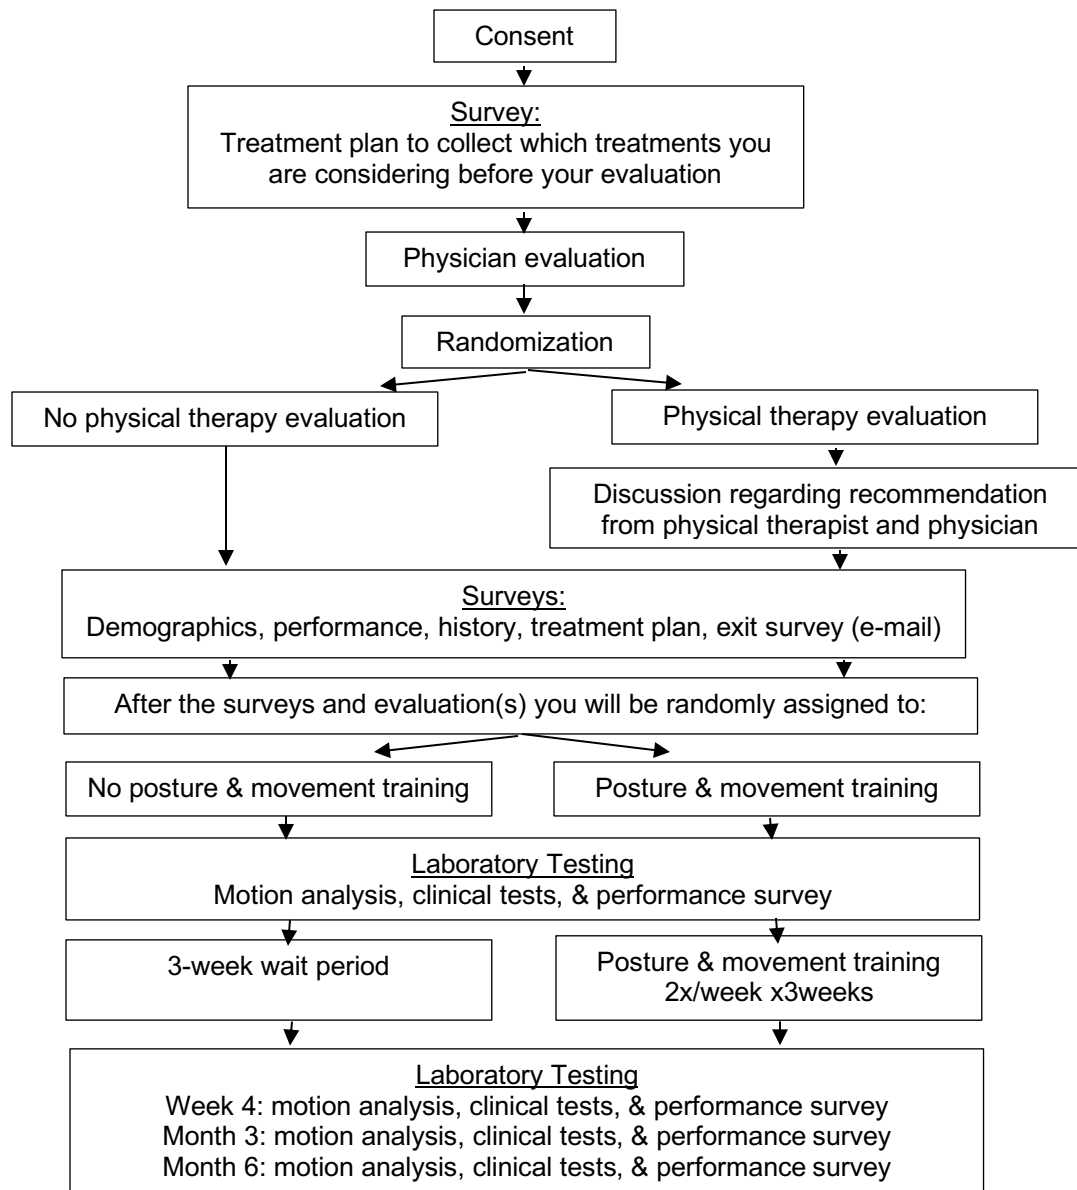 Consent
Survey:
Treatment plan to collect which treatments you
are considering before your evaluation
Physician evaluation
Randomization
No physical therapy evaluation
Physical therapy evaluation
Discussion regarding recommendation
from physical therapist and physician
Surveys:
Demographics, performance, history, treatment plan, exit survey (e-mail)
After the surveys and evaluation(s) you will be randomly assigned to:
No posture & movement training
Posture & movement training
Laboratory Testing
Motion analysis, clinical tests, & performance survey
3-week wait period
Posture & movement training
2x/week x3weeks
Laboratory Testing
Week 4: motion analysis, clinical tests, & performance survey
Month 3: motion analysis, clinical tests, & performance survey
Month 6: motion analysis, clinical tests, & performance survey